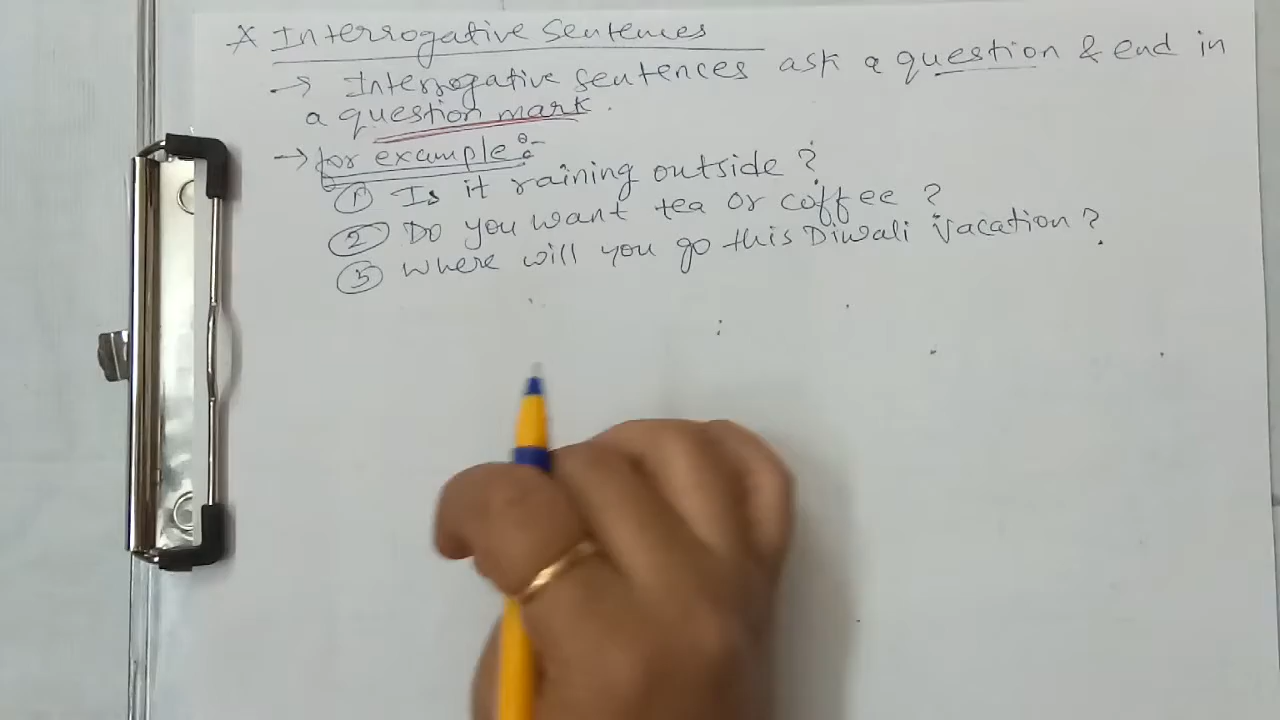 * Interrogative sentences
→ Interrogative sentences ask a question & end in
a question mark.
→ for example :-
① Is it raining outside ?
② Do you want tea or coffee ?
③ Where will you go this Diwali vacation ?